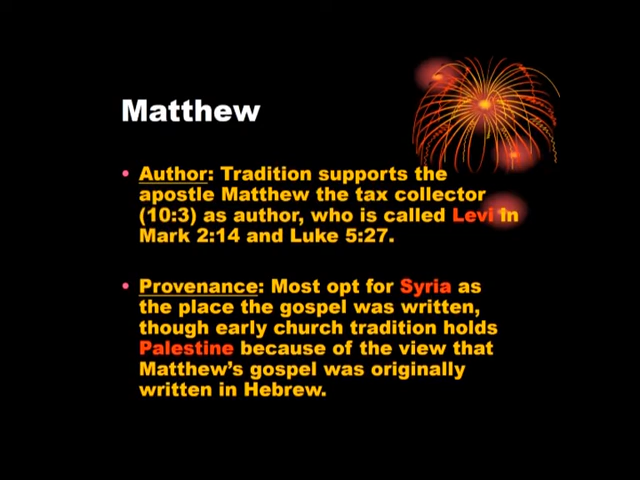 Matthew
• Author: Tradition supports the
apostle Matthew the tax collector
(10:3) as author, who is called Levi In
Mark 2:14 and Luke 5:27.
• Provenance: Most opt for Syria as
the place the gospel was written,
though early church tradition holds
Palestine because of the view that
Matthew's gospel was originally
written in Hebrew.